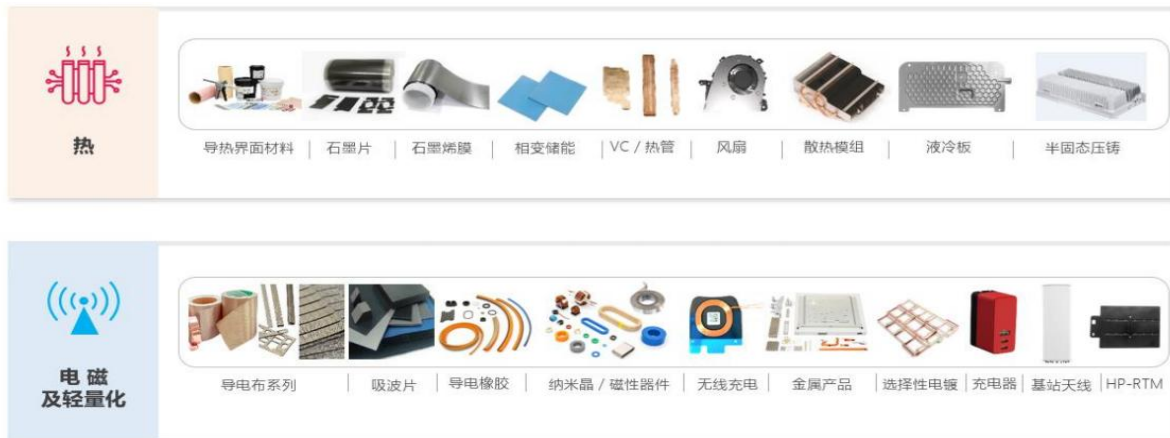 热
导热界面材料 | 石墨片 | 石墨烯膜 | 相变储能 | VC / 热管 | 风扇 | 散热模组 | 液冷板 | 半固态压铸
电 磁
及轻量化
导电布系列 | 吸波片 | 导电橡胶 | 纳米晶 / 磁性器件 | 无线充电 | 金属产品 | 选择性电镀 | 充电器 | 基站天线 | HP-RTM